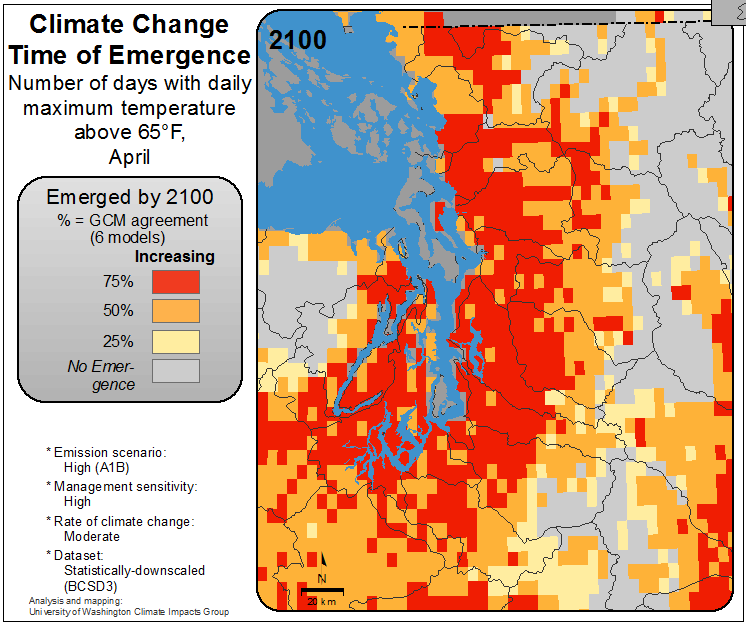 Climate Change
Time of Emergence
Number of days with daily
maximum temperature
above 65°F,
April
Emerged by 2100
% = GCM agreement
(6 models)
Increasing
75%
50%
25%
No Emer-
gence
* Emission scenario:
High (A1B)
* Management sensitivity:
High
* Rate of climate change:
Moderate
* Dataset:
Statistically-downscaled
(BCSD3)
Analysis and mapping:
University of Washington Climate Impacts Group
2100
N
20 km